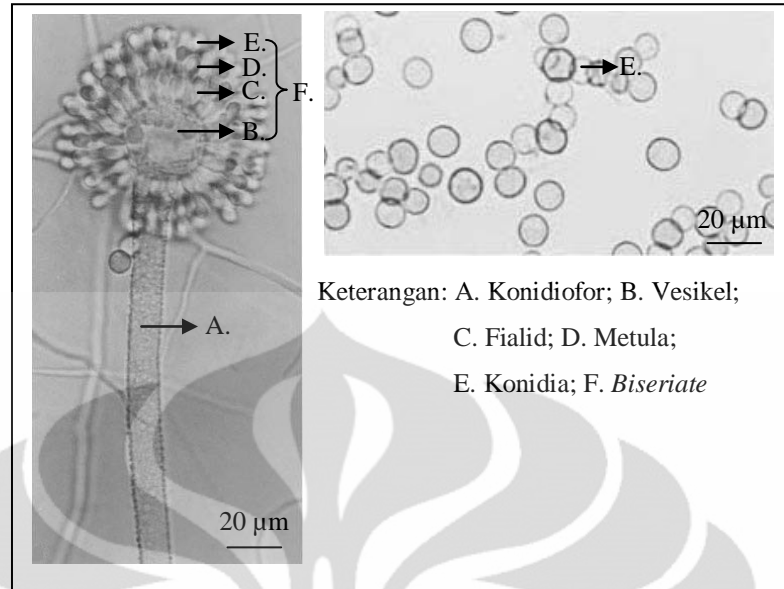 E.
D.
C.
F.
B.
A.
20 µm
E.
20 µm
Keterangan: A. Konidiofor; B. Vesikel;
C. Fialid; D. Metula;
E. Konidia; F. Biseriate